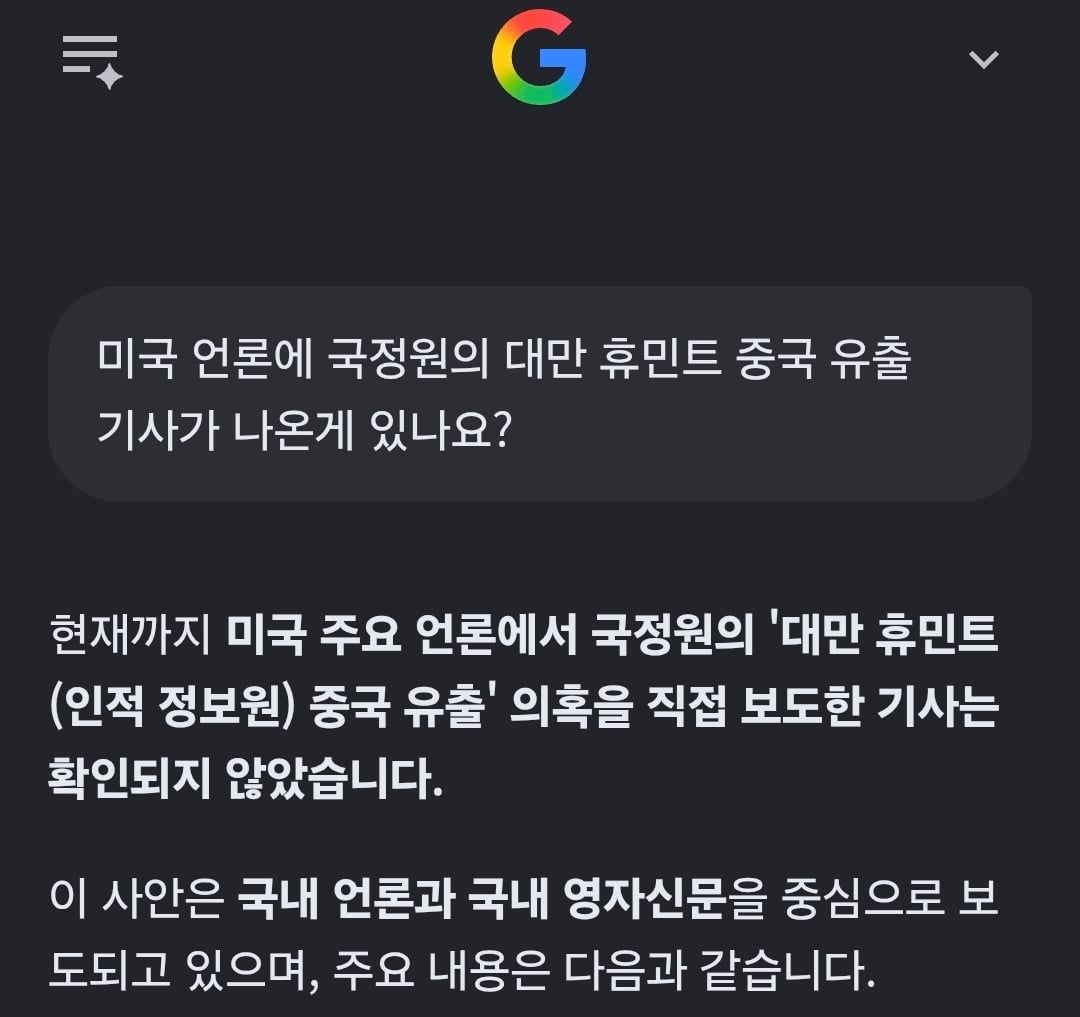 미국 언론에 국정원의 대만 휴민트 중국 유출
기사가 나온게 있나요?
현재까지 미국 주요 언론에서 국정원의 '대만 휴민트
(인적 정보원) 중국 유출' 의혹을 직접 보도한 기사는
확인되지 않았습니다.
이 사안은 국내 언론과 국내 영자신문을 중심으로 보
도되고 있으며, 주요 내용은 다음과 같습니다.